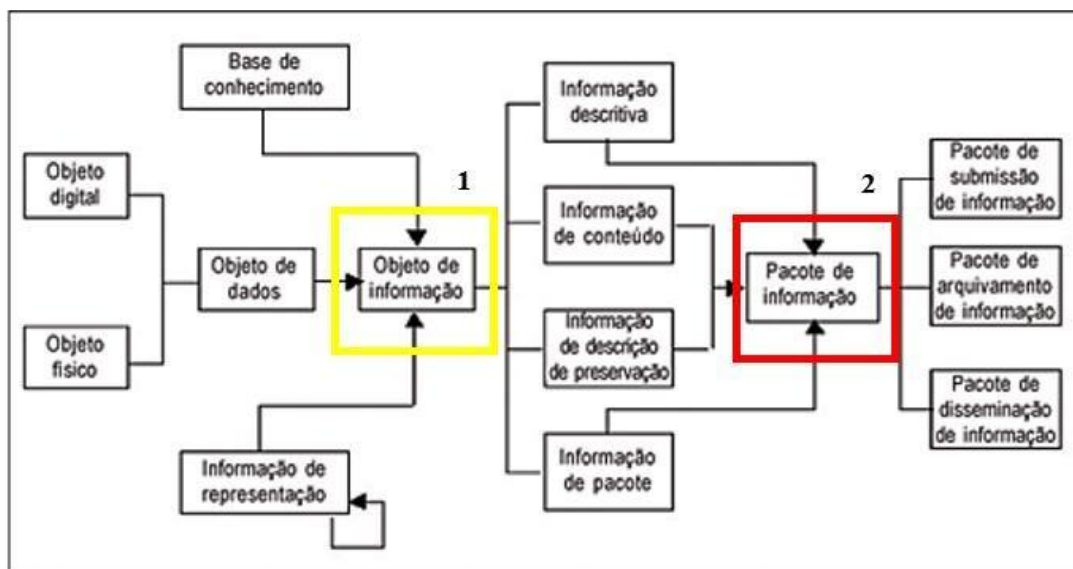 Base de
conhecimento
Objeto
digital
Objeto
físico
Objeto de
dados
1
Objeto de
informação
Informação de
representação
Informação
descritiva
Informação
de conteúdo
Informação
de descrição
de preservação
Informação
de pacote
2
Pacote de
informação
Pacote de
submissão
de informação
Pacote de
arquivamento
de informação
Pacote de
disseminação
de informação